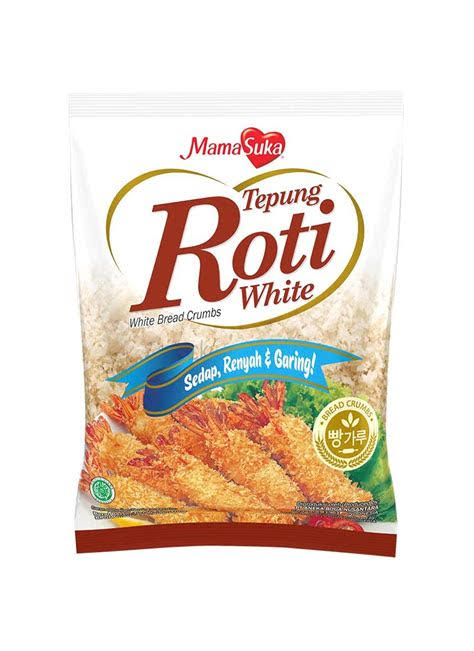 MamaSuka
Tepung
Roti
White
White Bread Crumbs
Sedap, Renyah & Garing!
BREAD CRUMBS
빵가루